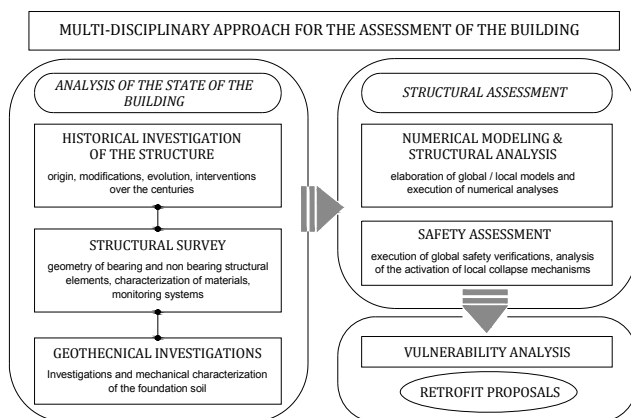 MULTI-DISCIPLINARY APPROACH FOR THE ASSESSMENT OF THE BUILDING
ANALYSIS OF THE STATE OF THE
BUILDING
HISTORICAL INVESTIGATION
OF THE STRUCTURE
origin, modifications, evolution, interventions
over the centuries
STRUCTURAL SURVEY
geometry of bearing and non bearing structural
elements, characterization of materials,
monitoring systems
GEOTHECNICAL INVESTIGATIONS
Investigations and mechanical characterization
of the foundation soil
STRUCTURAL ASSESSMENT
NUMERICAL MODELING &
STRUCTURAL ANALYSIS
elaboration of global / local models and
execution of numerical analyses
SAFETY ASSESSMENT
execution of global safety verifications, analysis
of the activation of local collapse mechanisms
VULNERABILITY ANALYSIS
RETROFIT PROPOSALS